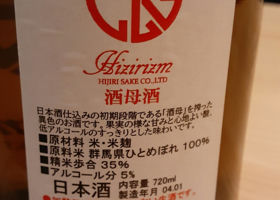 Hizirizm
HIJIRI SAKE CO.,LTD
酒母酒
日本酒仕込みの初期段階である「酒母」を搾った
異色のお酒です。果実の様な甘みと心地よい酸、
低アルコールのすっきりとした味わいです。
■原材料 米・米麹
■原料米 群馬県ひとめぼれ 100%
■精米歩合 35%
■アルコール分 5%
日本酒 内容量 720ml
製造年月 04.01